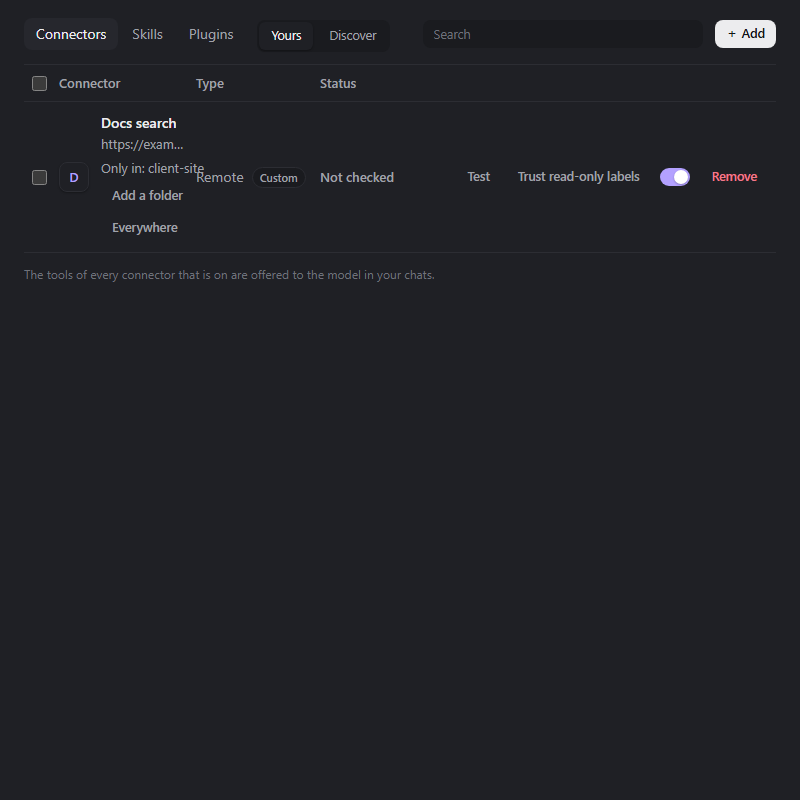 Connectors Skills Plugins Yours Discover Search + Add
Connector Type Status
Docs search
https://exam...
Only in: client-site
D Remote Custom Not checked Test Trust read-only labels Remove
Add a folder
Everywhere
The tools of every connector that is on are offered to the model in your chats.